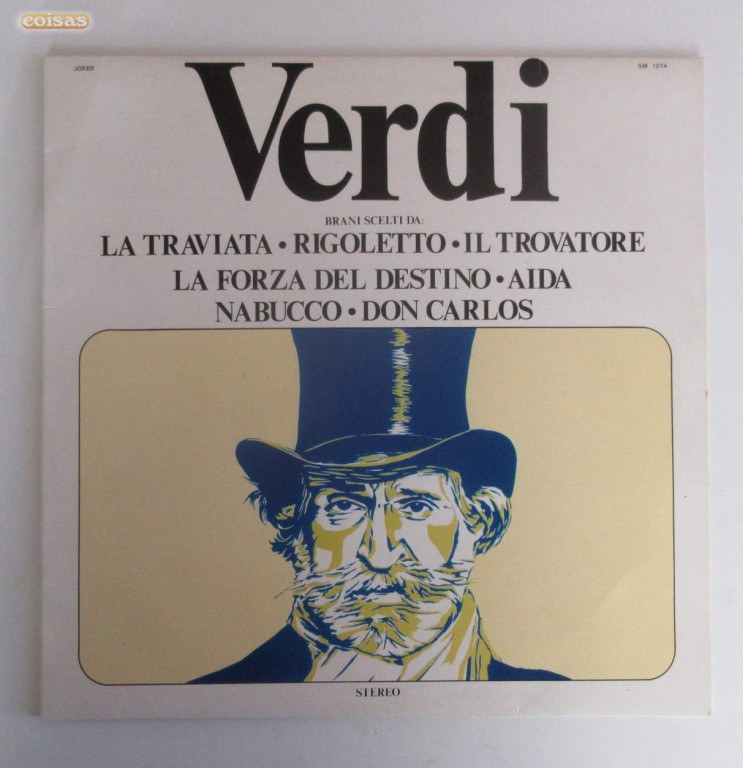 coisas
JOKER
SM 1274
Verdi
BRANI SCELTI DA:
LA TRAVIATA • RIGOLETTO • IL TROVATORE
LA FORZA DEL DESTINO • AIDA
NABUCCO • DON CARLOS
STEREO